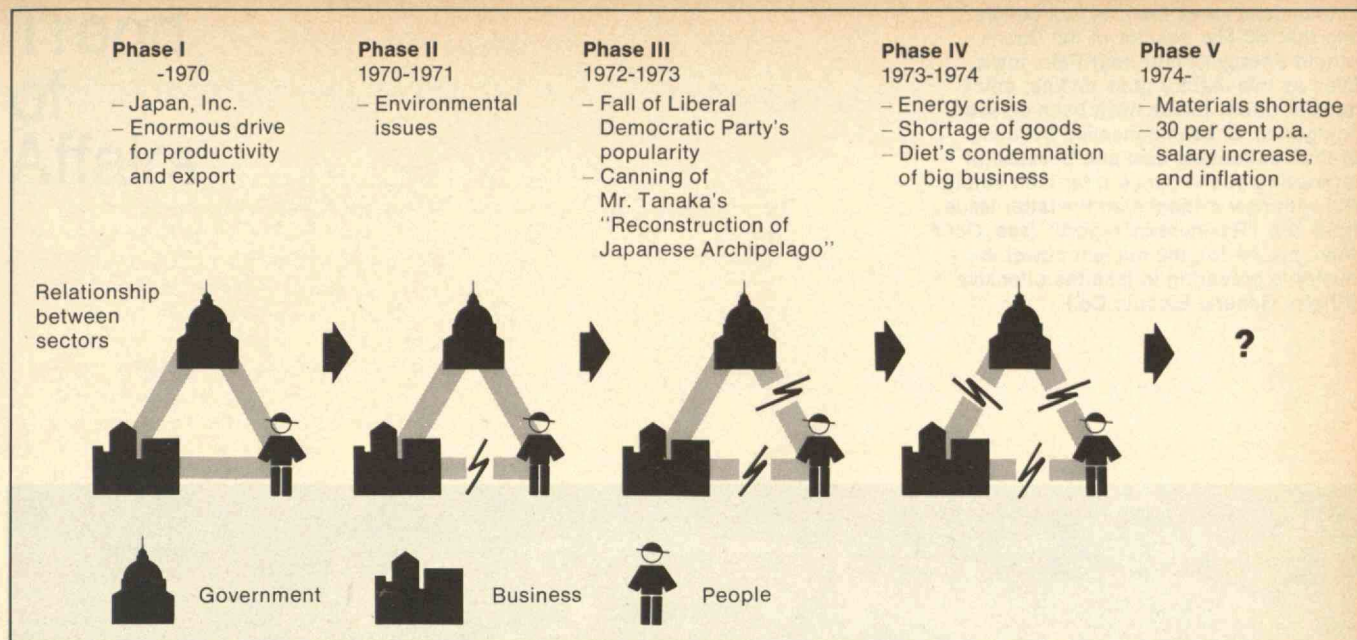 Phase I
-1970
– Japan, Inc.
– Enormous drive
for productivity
and export
Phase II
1970-1971
– Environmental
issues
Phase III
1972-1973
– Fall of Liberal
Democratic Party's
popularity
– Canning of
Mr. Tanaka's
"Reconstruction of
Japanese Archipelago"
Phase IV
1973-1974
– Energy crisis
– Shortage of goods
– Diet's condemnation
of big business
Phase V
1974-
– Materials shortage
– 30 per cent p.a.
salary increase,
and inflation
Relationship
between
sectors
?
Government
Business
People